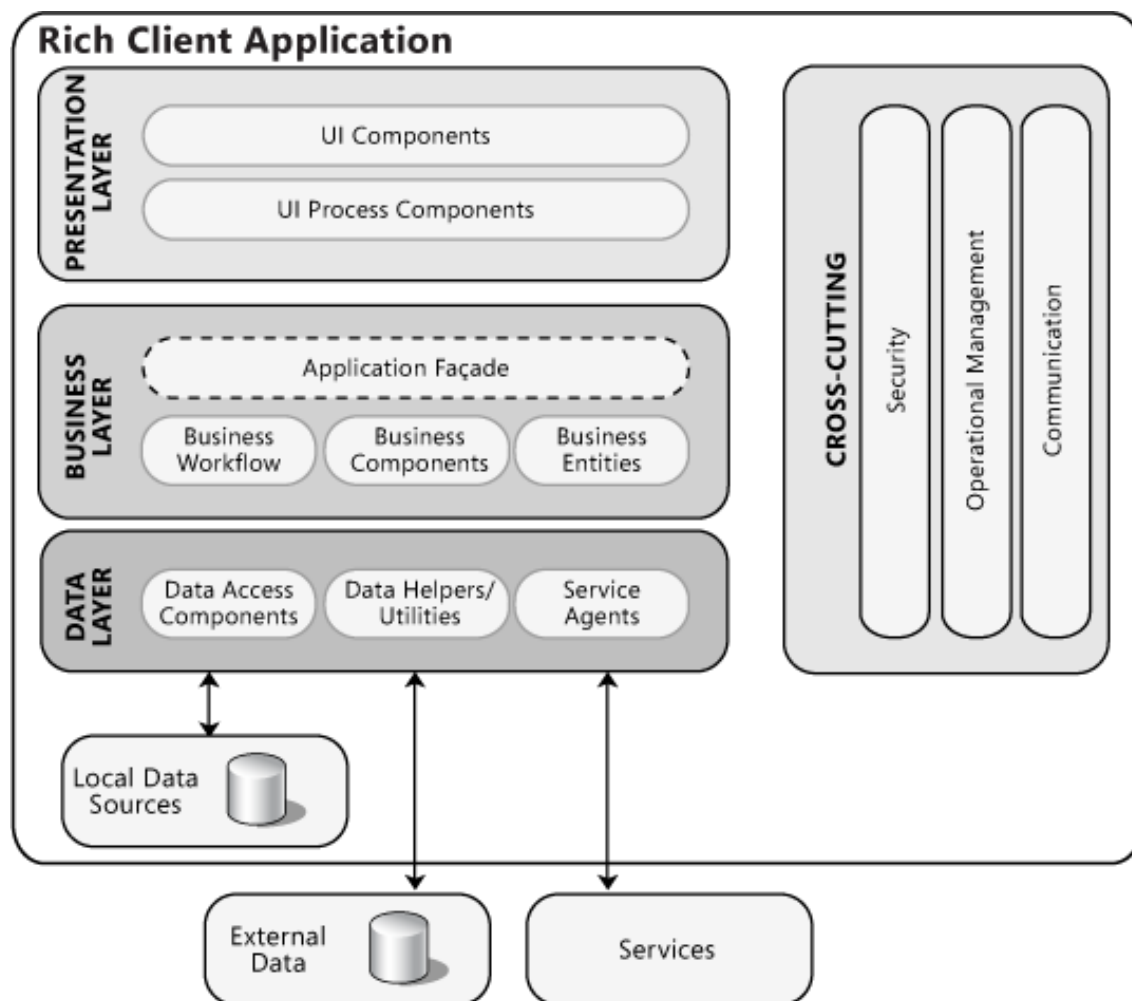 Rich Client Application
PRESENTATION
LAYER
UI Components
UI Process Components
BUSINESS
LAYER
Application Façade
Business
Workflow
Business
Components
Business
Entities
DATA
LAYER
Data Access
Components
Data Helpers/
Utilities
Service
Agents
CROSS-CUTTING
Security
Operational Management
Communication
Local Data
Sources
External
Data
Services